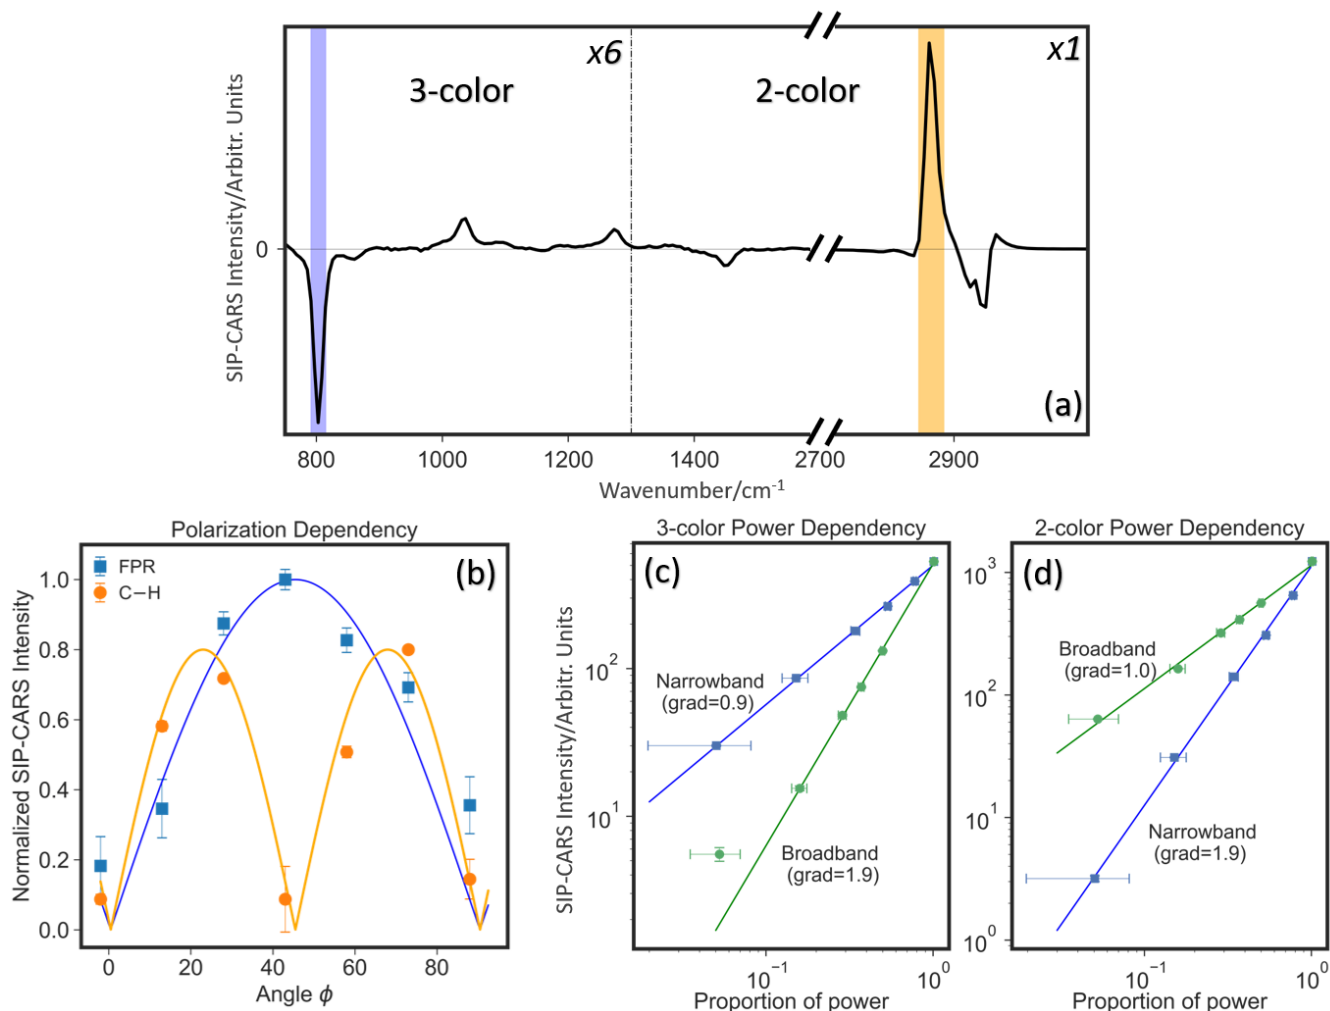 x6
x1
3-color
2-color
SIP-CARS Intensity/Arbitr. Units
0
(a)
800 1000 1200 1400 2700 2900
Wavenumber/cm⁻¹
Polarization Dependency
(b)
FPR
C−H
Normalized SIP-CARS Intensity
1.0
0.8
0.6
0.4
0.2
0.0
0 20 40 60 80
Angle ϕ
3-color Power Dependency
(c)
SIP-CARS Intensity/Arbitr. Units
10²
10¹
Narrowband
(grad=0.9)
Broadband
(grad=1.9)
10⁻¹ 10⁰
Proportion of power
2-color Power Dependency
(d)
10³
10²
10¹
10⁰
Broadband
(grad=1.0)
Narrowband
(grad=1.9)
10⁻¹ 10⁰
Proportion of power